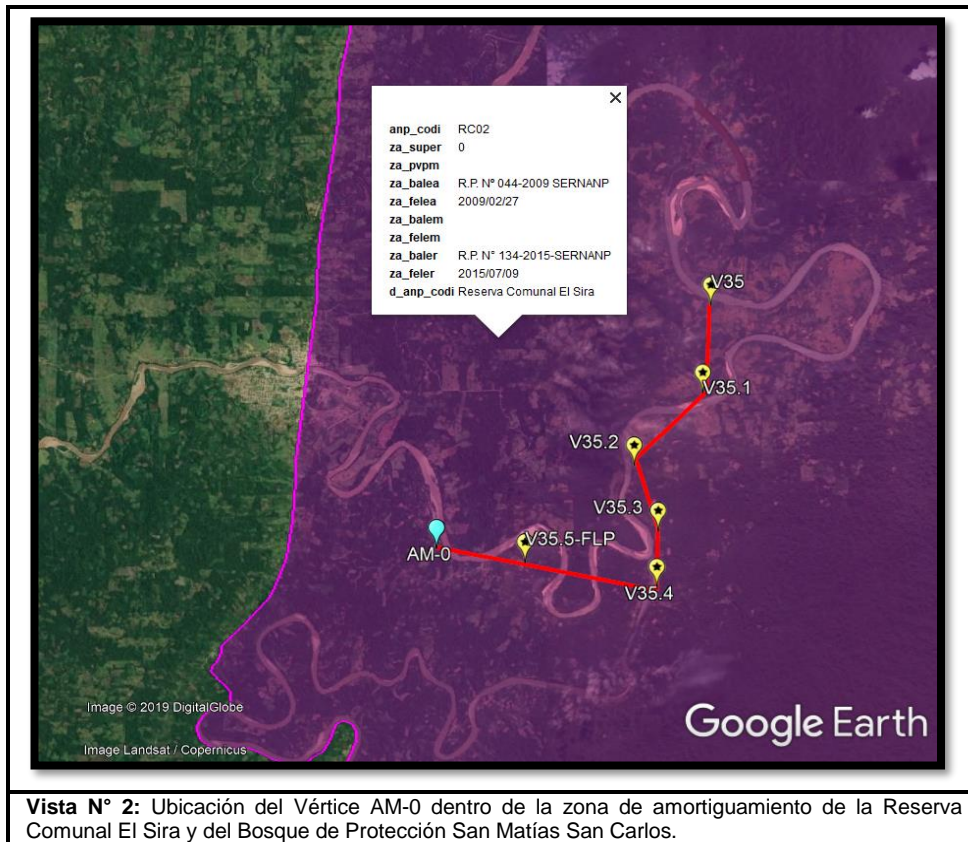 ×
anp_codi RC02
za_super 0
za_pvpm
za_balea R.P. Nº 044-2009 SERNANP
za_felea 2009/02/27
za_balem
za_felem
za_baler R.P. N° 134-2015-SERNANP
za_feler 2015/07/09
d_anp_codi Reserva Comunal El Sira
V35
V35.1
V35.2
V35.3
V35.5-FLP
AM-0
V35.4
Image © 2019 DigitalGlobe
Image Landsat / Copernicus
Google Earth
Vista N° 2: Ubicación del Vértice AM-0 dentro de la zona de amortiguamiento de la Reserva
Comunal El Sira y del Bosque de Protección San Matías San Carlos.